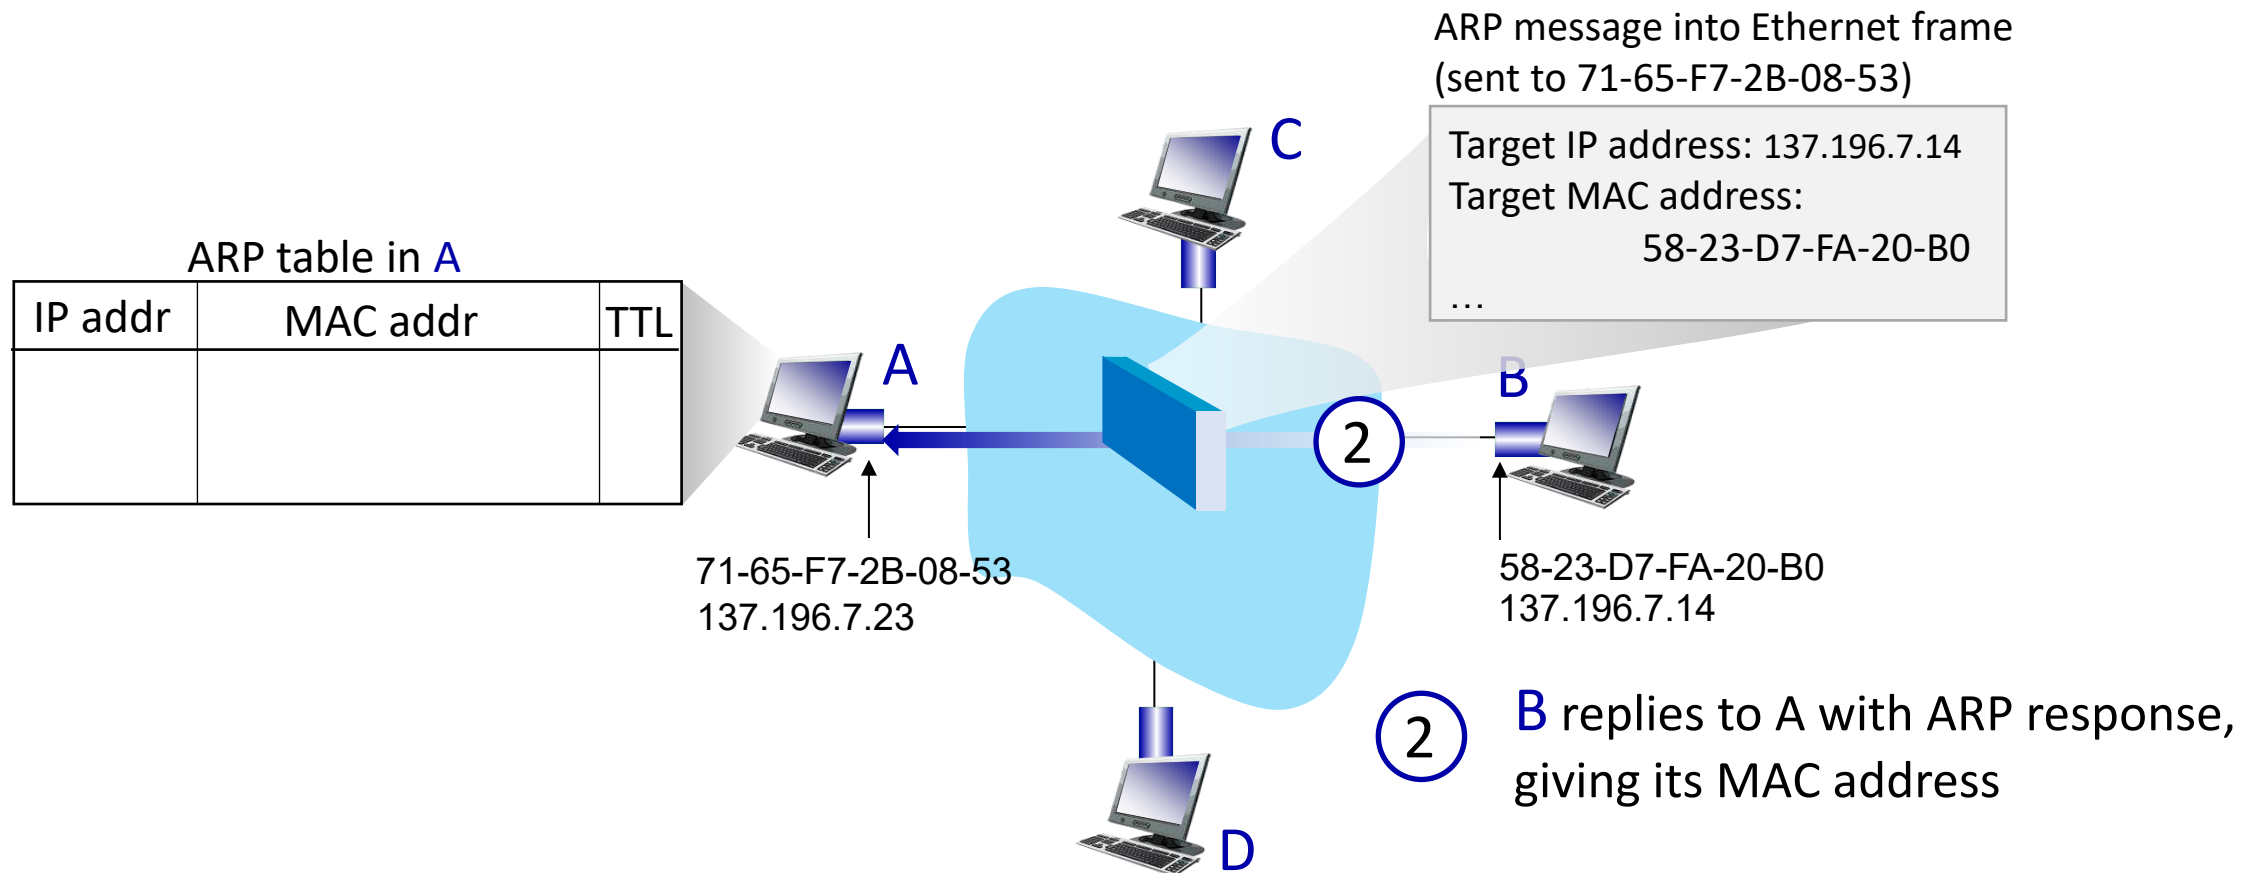 ARP message into Ethernet frame
(sent to 71-65-F7-2B-08-53)
Target IP address: 137.196.7.14
Target MAC address:
58-23-D7-FA-20-B0
…
C
ARP table in A
IP addr MAC addr TTL
A
B
2
71-65-F7-2B-08-53
137.196.7.23
58-23-D7-FA-20-B0
137.196.7.14
2
B replies to A with ARP response,
giving its MAC address
D